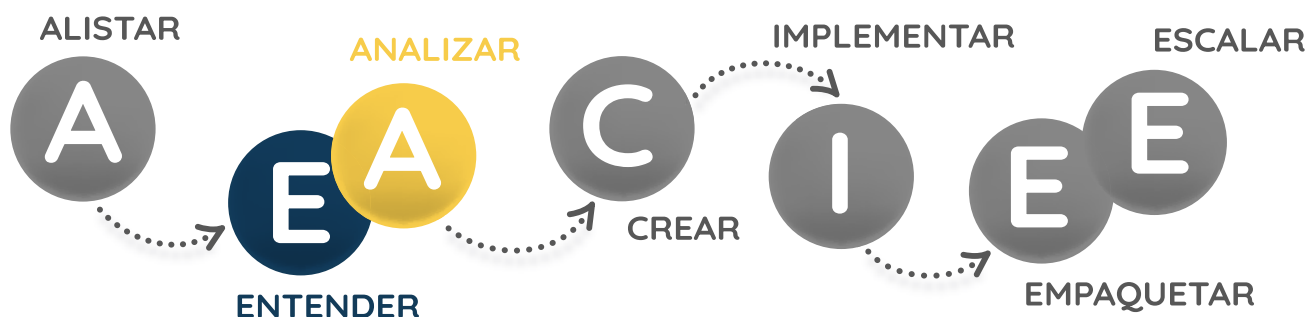 ALISTAR
A
E
ENTENDER
ANALIZAR
A
C
CREAR
IMPLEMENTAR
I
E
EMPAQUETAR
ESCALAR
E